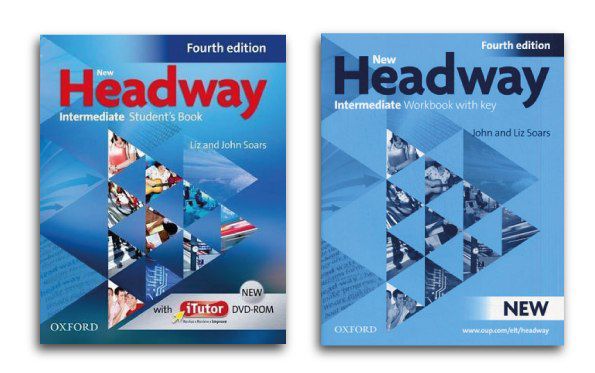 Fourth edition
New
Headway
Intermediate Student's Book
Liz and John Soars
NEW
with iTutor DVD-ROM
OXFORD
Fourth edition
New
Headway
Intermediate Workbook with key
John and Liz Soars
NEW
OXFORD
www.oup.com/elt/headway